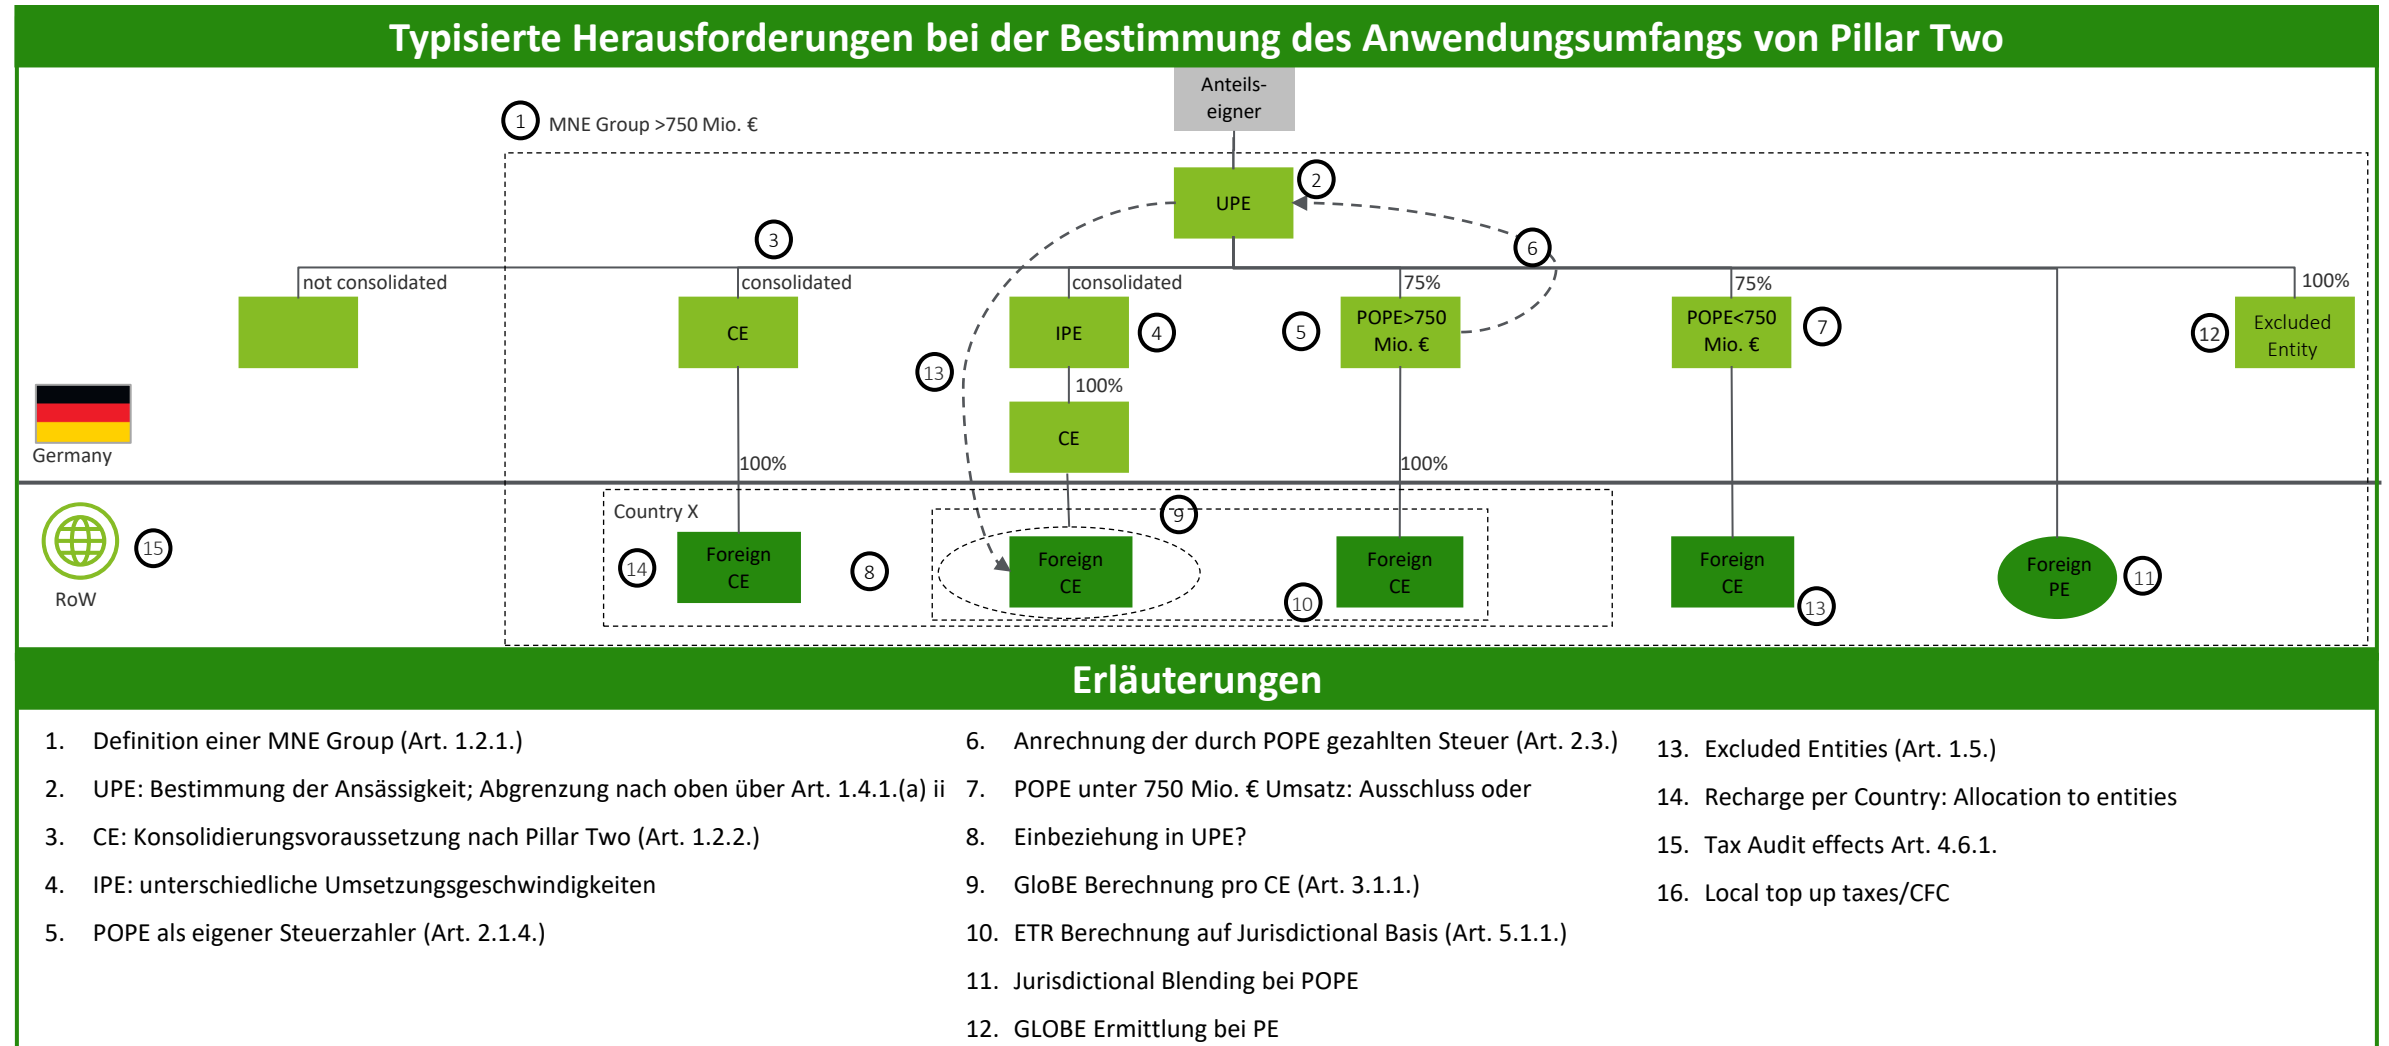 Typisierte Herausforderungen bei der Bestimmung des Anwendungsumfangs von Pillar Two
Anteils-
eigner
1
MNE Group >750 Mio. €
2
UPE
3
6
not consolidated
consolidated
consolidated
75%
75%
100%
CE
IPE
4
5
POPE>750
Mio. €
POPE<750
Mio. €
7
12
Excluded
Entity
13
100%
CE
Germany
100%
100%
Country X
9
15
14
Foreign
CE
8
Foreign
CE
10
Foreign
CE
Foreign
CE
13
Foreign
PE
11
RoW
Erläuterungen
1. Definition einer MNE Group (Art. 1.2.1.)
2. UPE: Bestimmung der Ansässigkeit; Abgrenzung nach oben über Art. 1.4.1.(a) ii
3. CE: Konsolidierungsvoraussetzung nach Pillar Two (Art. 1.2.2.)
4. IPE: unterschiedliche Umsetzungsgeschwindigkeiten
5. POPE als eigener Steuerzahler (Art. 2.1.4.)
6. Anrechnung der durch POPE gezahlten Steuer (Art. 2.3.)
7. POPE unter 750 Mio. € Umsatz: Ausschluss oder
8. Einbeziehung in UPE?
9. GloBE Berechnung pro CE (Art. 3.1.1.)
10. ETR Berechnung auf Jurisdictional Basis (Art. 5.1.1.)
11. Jurisdictional Blending bei POPE
12. GLOBE Ermittlung bei PE
13. Excluded Entities (Art. 1.5.)
14. Recharge per Country: Allocation to entities
15. Tax Audit effects Art. 4.6.1.
16. Local top up taxes/CFC